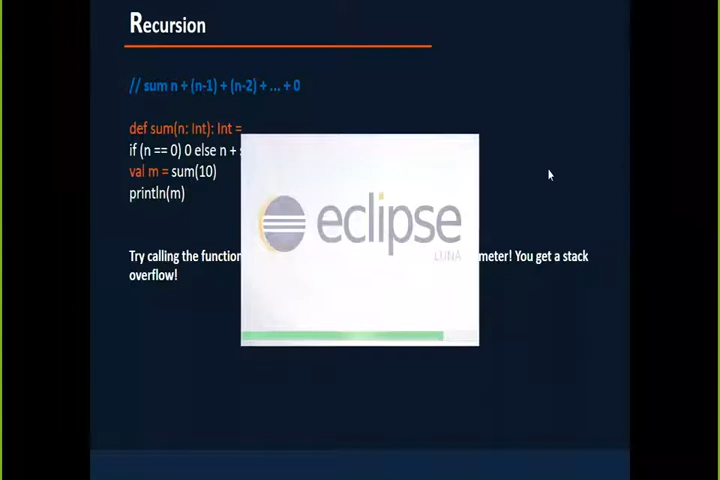 Recursion
// sum n + (n-1) + (n-2) + ... + 0
def sum(n: Int): Int =
if (n == 0) 0 else n +
val m = sum(10)
println(m)
eclipse
LUNA
Try calling the function meter! You get a stack
overflow!